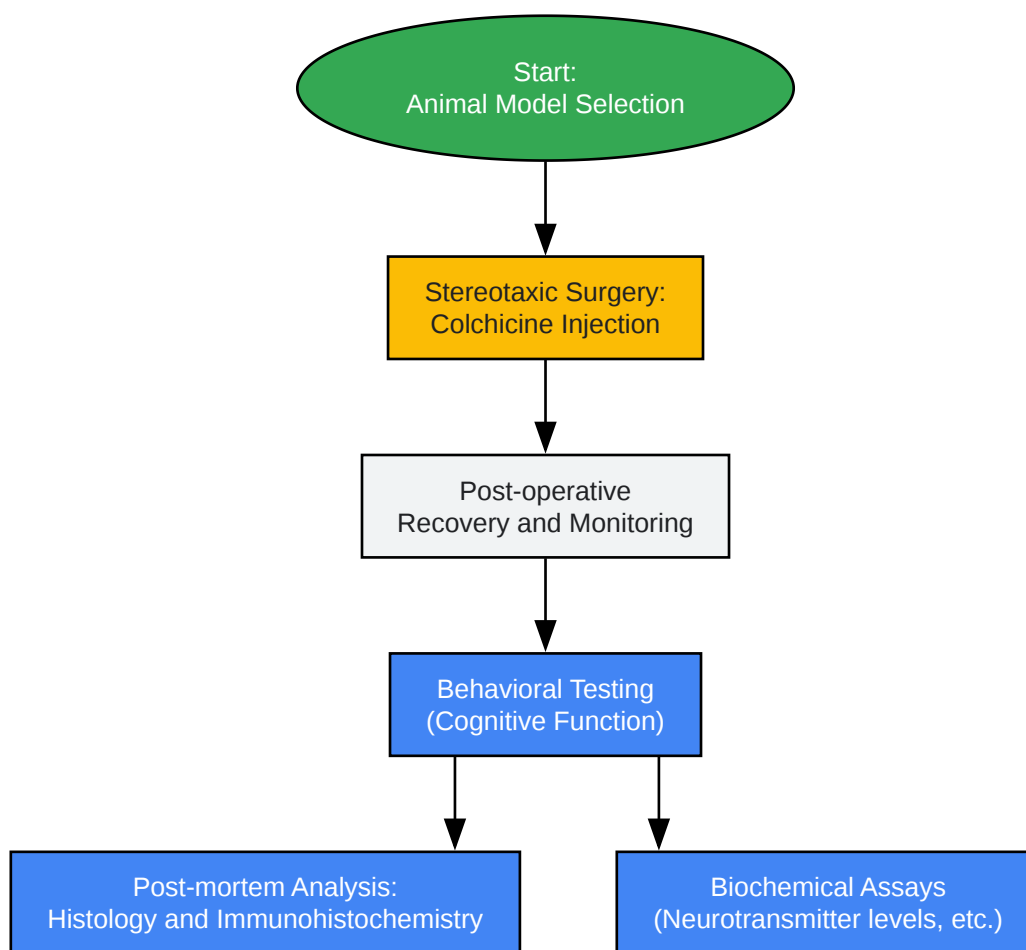 Start:
Animal Model Selection
Stereotaxic Surgery:
Colchicine Injection
Post-operative
Recovery and Monitoring
Behavioral Testing
(Cognitive Function)
Post-mortem Analysis:
Histology and Immunohistochemistry
Biochemical Assays
(Neurotransmitter levels, etc.)